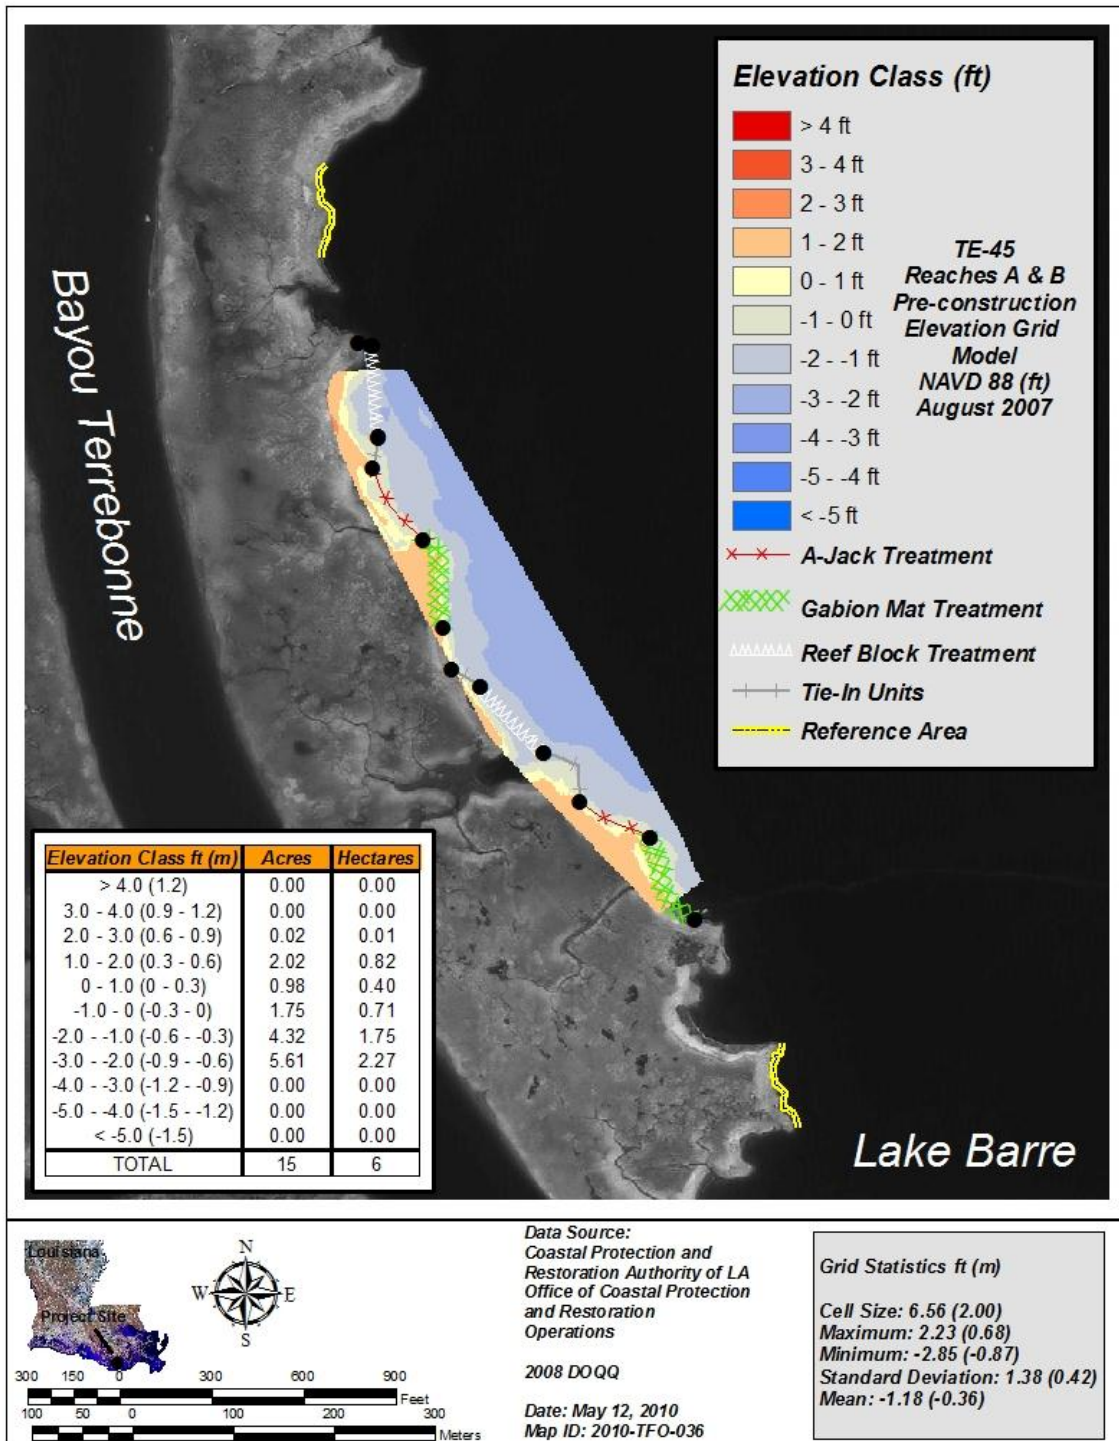 Elevation Class (ft)
> 4 ft
3 - 4 ft
2 - 3 ft
1 - 2 ft
0 - 1 ft
-1 - 0 ft
-2 - -1 ft
-3 - -2 ft
-4 - -3 ft
-5 - -4 ft
< -5 ft
TE-45
Reaches A & B
Pre-construction
Elevation Grid
Model
NAVD 88 (ft)
August 2007
A-Jack Treatment
Gabion Mat Treatment
Reef Block Treatment
Tie-In Units
Reference Area
Bayou Terrebonne
Lake Barre
Elevation Class ft (m) Acres Hectares
> 4.0 (1.2) 0.00 0.00
3.0 - 4.0 (0.9 - 1.2) 0.00 0.00
2.0 - 3.0 (0.6 - 0.9) 0.02 0.01
1.0 - 2.0 (0.3 - 0.6) 2.02 0.82
0 - 1.0 (0 - 0.3) 0.98 0.40
-1.0 - 0 (-0.3 - 0) 1.75 0.71
-2.0 - -1.0 (-0.6 - -0.3) 4.32 1.75
-3.0 - -2.0 (-0.9 - -0.6) 5.61 2.27
-4.0 - -3.0 (-1.2 - -0.9) 0.00 0.00
-5.0 - -4.0 (-1.5 - -1.2) 0.00 0.00
< -5.0 (-1.5) 0.00 0.00
TOTAL 15 6
Louisiana
Project Site
N
W E
S
300 150 0 300 600 900
Feet
100 50 0 100 200 300
Meters
Data Source:
Coastal Protection and
Restoration Authority of LA
Office of Coastal Protection
and Restoration
Operations
2008 DOQQ
Date: May 12, 2010
Map ID: 2010-TFO-036
Grid Statistics ft (m)
Cell Size: 6.56 (2.00)
Maximum: 2.23 (0.68)
Minimum: -2.85 (-0.87)
Standard Deviation: 1.38 (0.42)
Mean: -1.18 (-0.36)